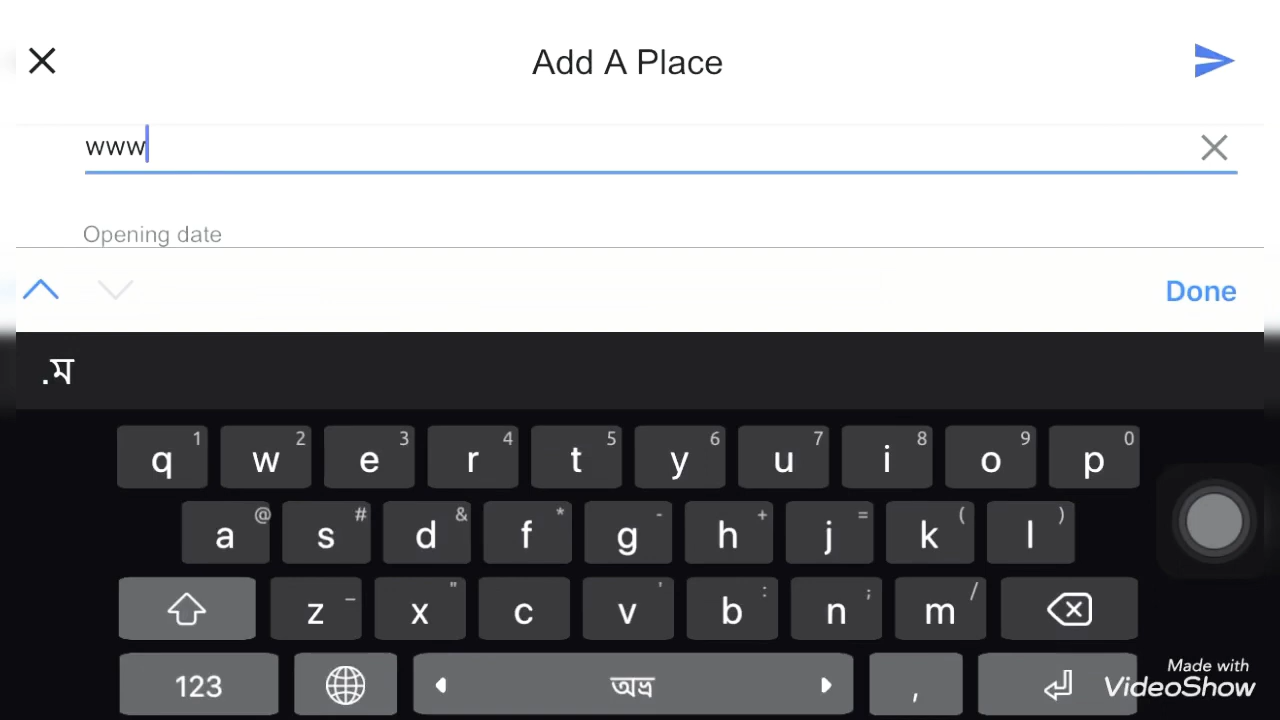 Add A Place
www
Opening date
Done
.ম
q 1 w 2 e 3 r 4 t 5 y 6 u 7 i 8 o 9 p 0
a @ s # d & f * g - h + j = k ( l )
z _ x " c v ' b : n ; m /
123 অভ্র ,
Made with
VideoShow